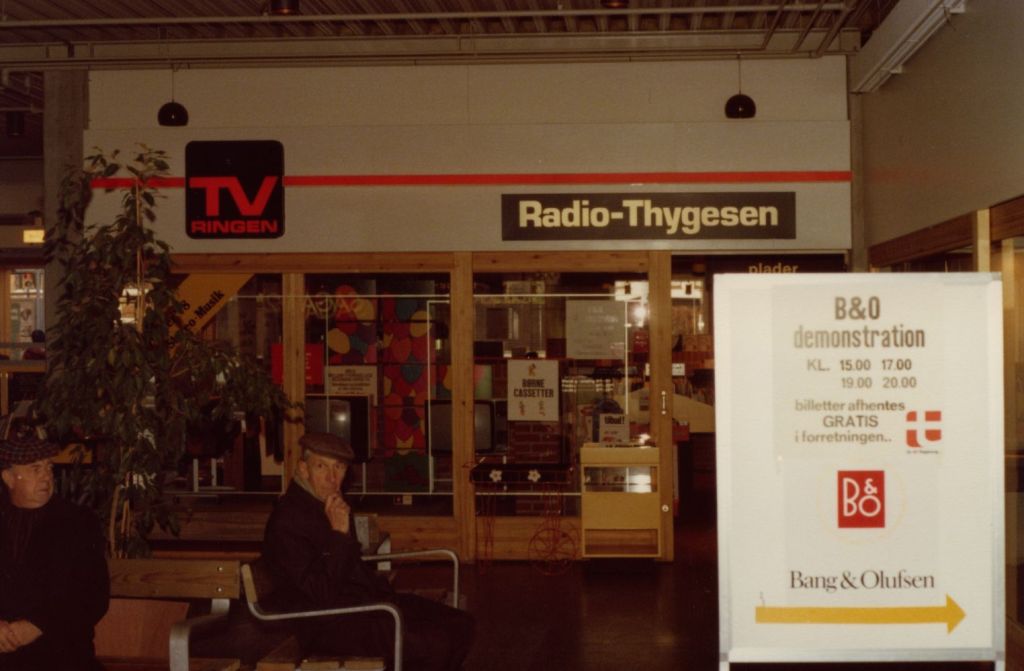 TV
RINGEN
Radio-Thygesen
plader
BØRNE
CASSETTER
tilbud!
B&O
demonstration
KL. 15.00 17.00
19.00 20.00
billetter afhentes
GRATIS
i forretningen..
B&O
Bang & Olufsen